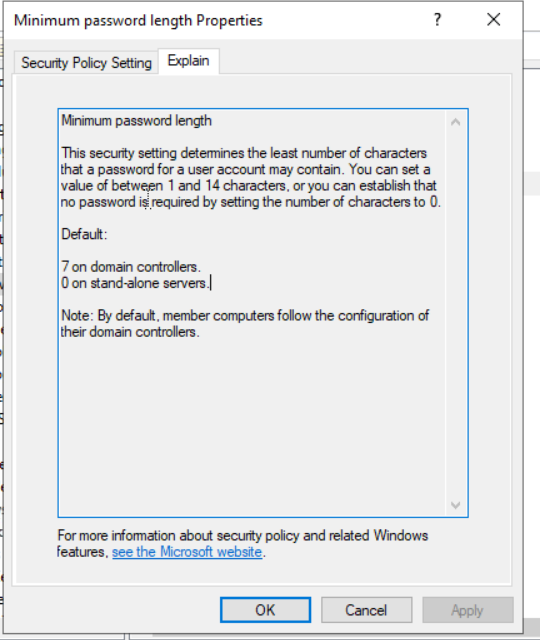 Minimum password length Properties
?
Security Policy Setting
Explain
Minimum password length
This security setting determines the least number of characters
that a password for a user account may contain. You can set a
value of between 1 and 14 characters, or you can establish that
no password is required by setting the number of characters to 0.
Default:
7 on domain controllers.
0 on stand-alone servers.
Note: By default, member computers follow the configuration of
their domain controllers.
For more information about security policy and related Windows
features, see the Microsoft website.
OK
Cancel
Apply